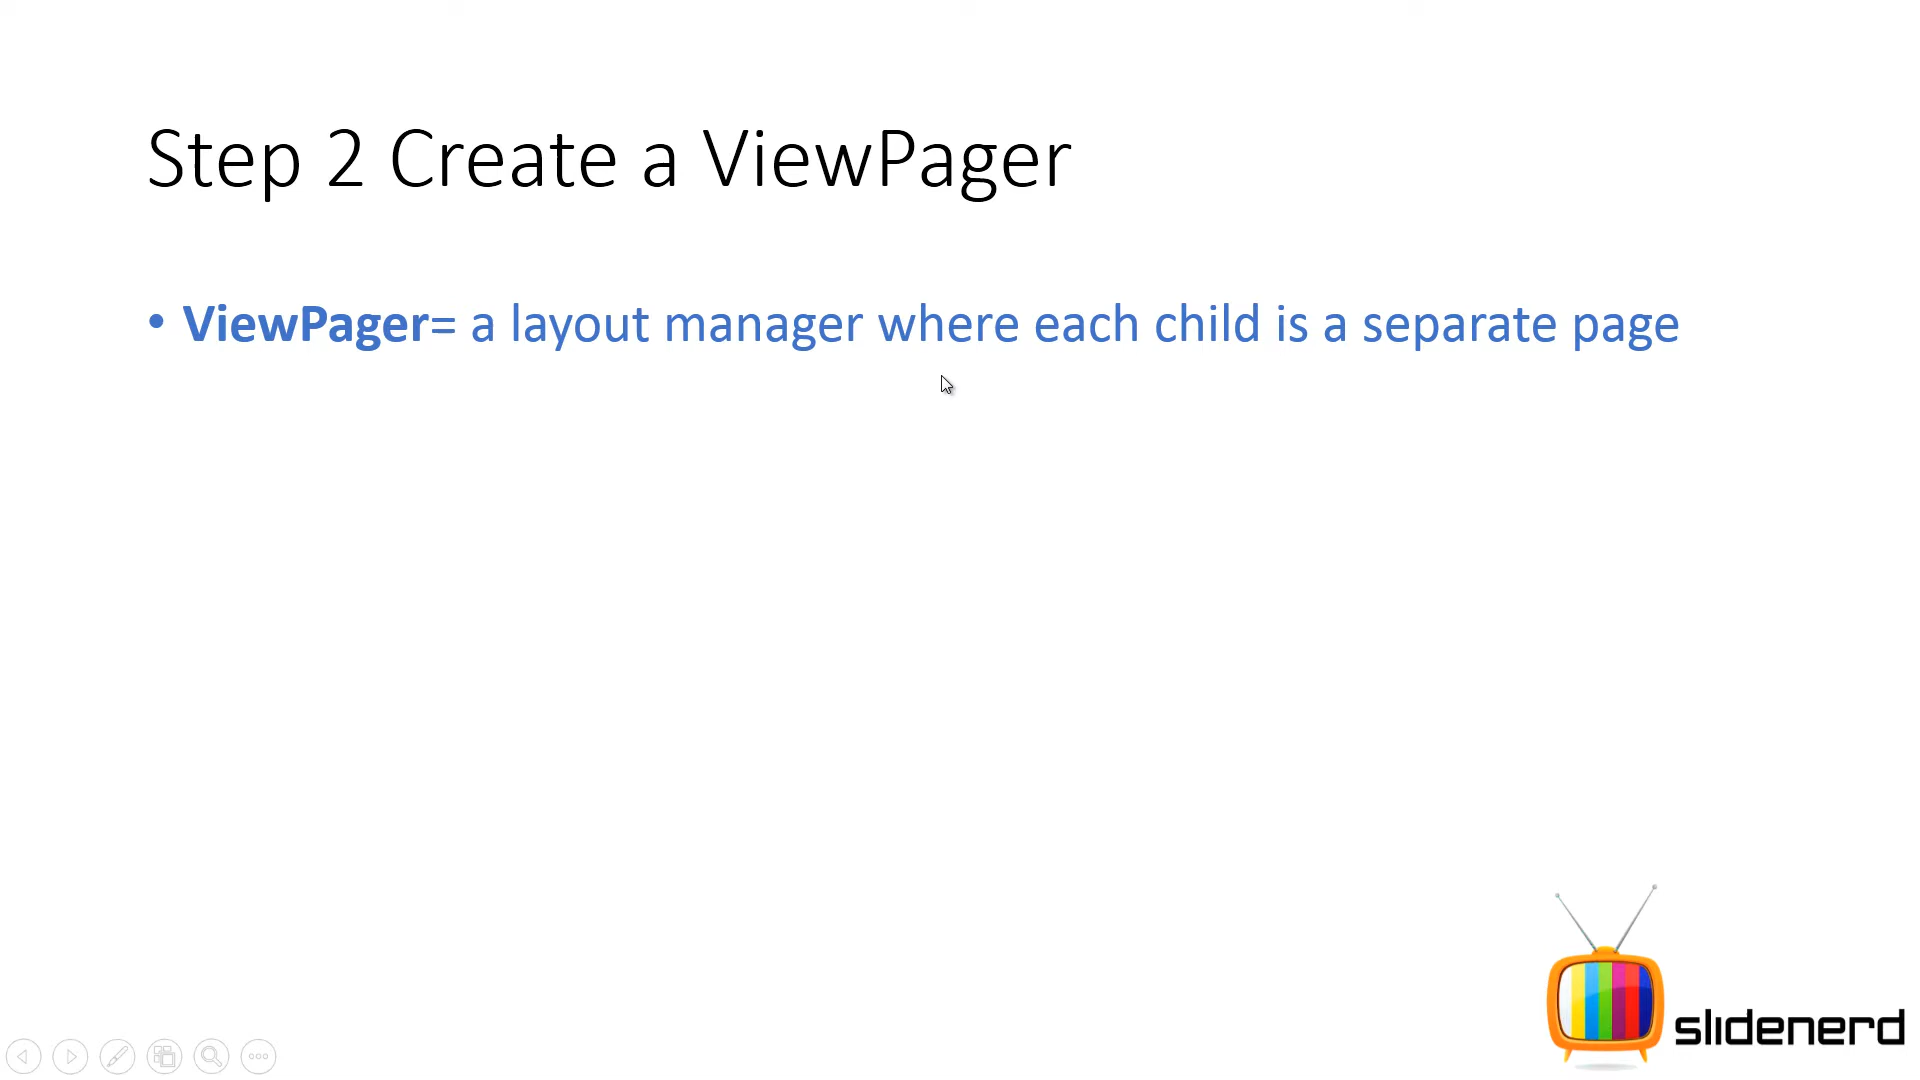 Step 2 Create a ViewPager
• ViewPager= a layout manager where each child is a separate page
slidenerd